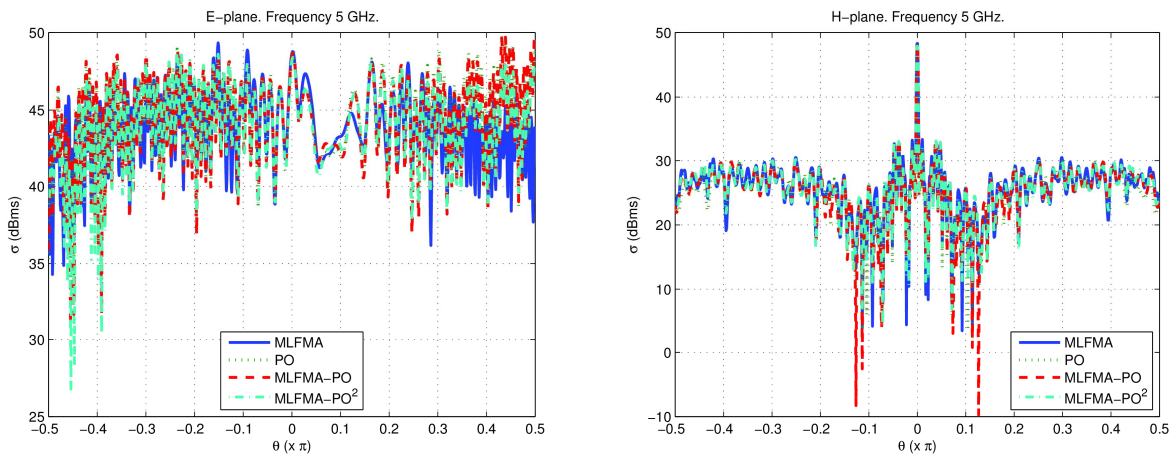 E−plane. Frequency 5 GHz.
50
45
40
35
30
25
σ (dBms)
MLFMA
PO
MLFMA−PO
MLFMA−PO²
−0.5 −0.4 −0.3 −0.2 −0.1 0 0.1 0.2 0.3 0.4 0.5
θ (x π)
H−plane. Frequency 5 GHz.
50
40
30
20
10
0
−10
σ (dBms)
MLFMA
PO
MLFMA−PO
MLFMA−PO²
−0.5 −0.4 −0.3 −0.2 −0.1 0 0.1 0.2 0.3 0.4 0.5
θ (x π)